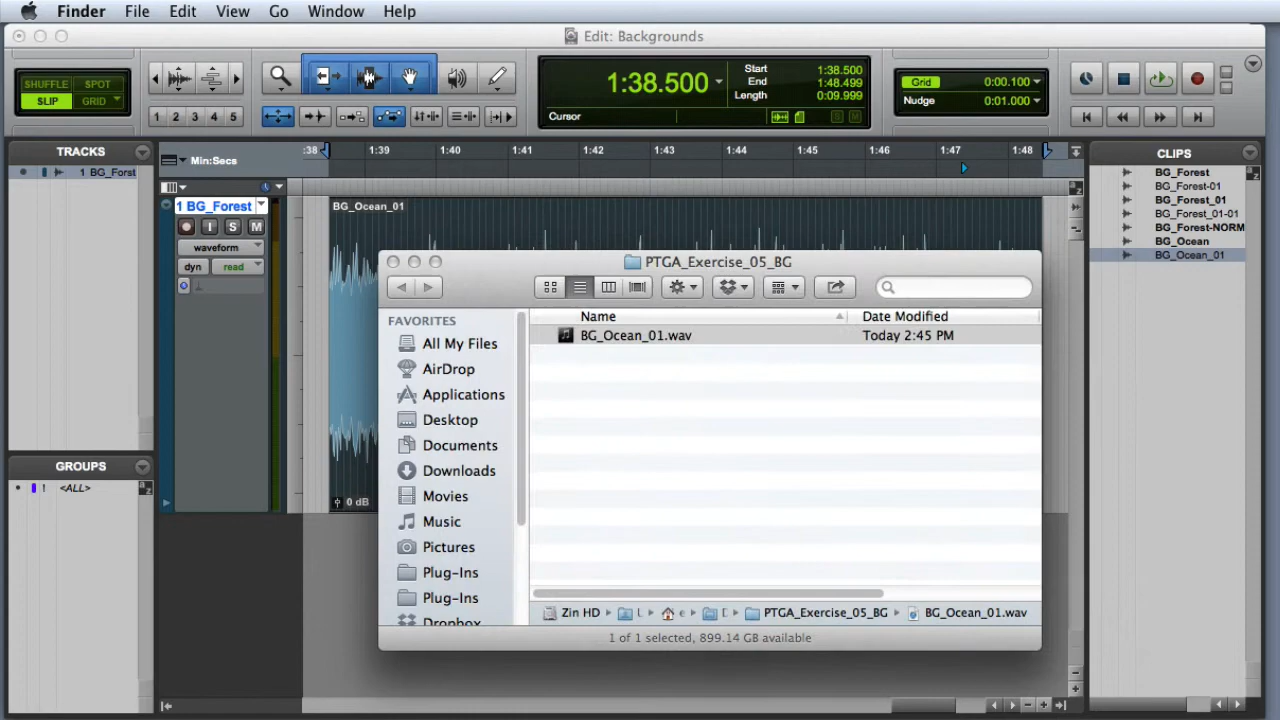 Finder File Edit View Go Window Help
Edit: Backgrounds
SHUFFLE SPOT
SLIP GRID
1 2 3 4 5
1:38.500
Start 1:38.500
End 1:48.499
Length 0:09.999
Cursor
Grid 0:00.100
Nudge 0:01.000
TRACKS
1 BG_Forst
Min:Secs
:38 1:39 1:40 1:41 1:42 1:43 1:44 1:45 1:46 1:47 1:48
1 BG_Forest
I S M
waveform
dyn read
BG_Ocean_01
0 dB
GROUPS
1 <ALL>
CLIPS
BG_Forest
BG_Forest-01
BG_Forest_01
BG_Forest_01-01
BG_Forest-NORM
BG_Ocean
BG_Ocean_01
PTGA_Exercise_05_BG
FAVORITES
All My Files
AirDrop
Applications
Desktop
Documents
Downloads
Movies
Music
Pictures
Plug-Ins
Plug-Ins
Dropbox
Name Date Modified
BG_Ocean_01.wav Today 2:45 PM
Zin HD PTGA_Exercise_05_BG BG_Ocean_01.wav
1 of 1 selected, 899.14 GB available